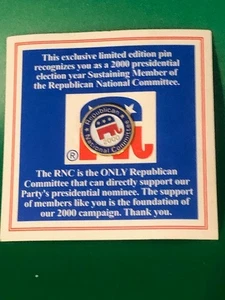 This exclusive limited edition pin
recognizes you as a 2000 presidential
election year Sustaining Member of
the Republican National Committee.
Republican
National Committee
®
The RNC is the ONLY Republican
Committee that can directly support our
Party's presidential nominee. The support
of members like you is the foundation of
our 2000 campaign. Thank you.